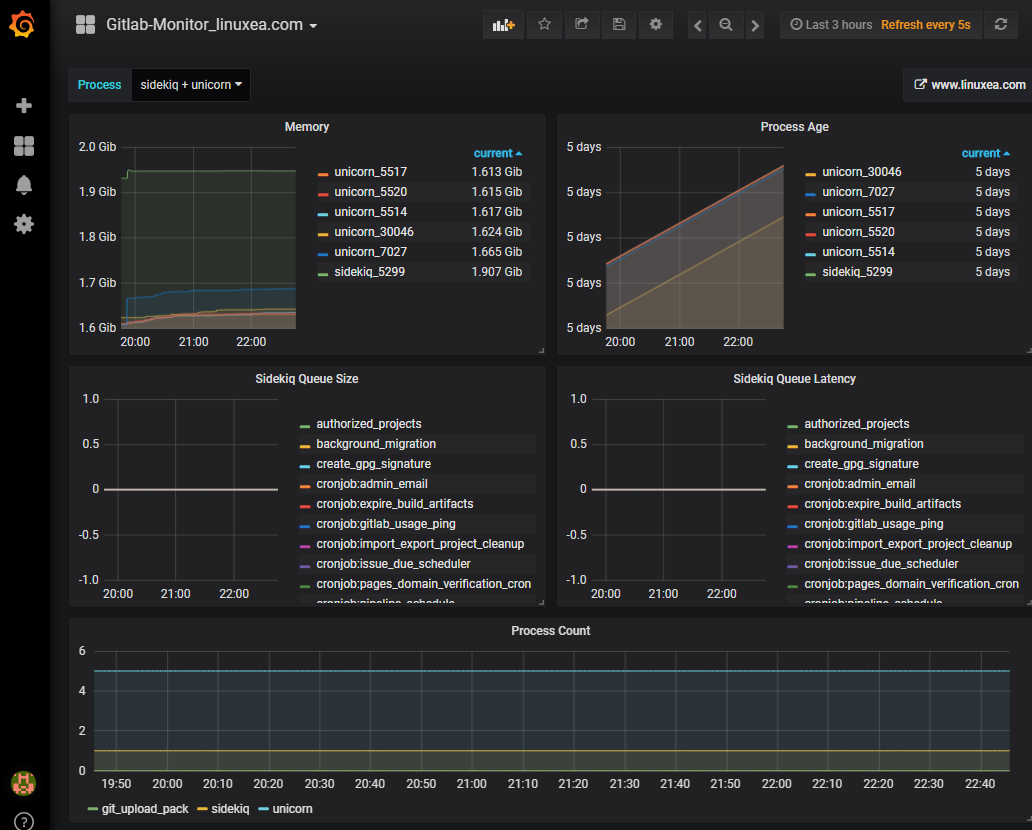 Gitlab-Monitor_linuxea.com
Last 3 hours Refresh every 5s
Process sidekiq + unicorn www.linuxea.com
Memory
2.0 Gib
1.9 Gib
1.8 Gib
1.7 Gib
1.6 Gib
20:00 21:00 22:00
current
unicorn_5517 1.613 Gib
unicorn_5520 1.615 Gib
unicorn_5514 1.617 Gib
unicorn_30046 1.624 Gib
unicorn_7027 1.665 Gib
sidekiq_5299 1.907 Gib
Process Age
5 days
5 days
5 days
5 days
5 days
20:00 21:00 22:00
current
unicorn_30046 5 days
unicorn_7027 5 days
unicorn_5517 5 days
unicorn_5520 5 days
unicorn_5514 5 days
sidekiq_5299 5 days
Sidekiq Queue Size
1.0
0.5
0
-0.5
-1.0
20:00 21:00 22:00
authorized_projects
background_migration
create_gpg_signature
cronjob:admin_email
cronjob:expire_build_artifacts
cronjob:gitlab_usage_ping
cronjob:import_export_project_cleanup
cronjob:issue_due_scheduler
cronjob:pages_domain_verification_cron
Sidekiq Queue Latency
1.0
0.5
0
-0.5
-1.0
20:00 21:00 22:00
authorized_projects
background_migration
create_gpg_signature
cronjob:admin_email
cronjob:expire_build_artifacts
cronjob:gitlab_usage_ping
cronjob:import_export_project_cleanup
cronjob:issue_due_scheduler
cronjob:pages_domain_verification_cron
Process Count
6
4
2
0
19:50 20:00 20:10 20:20 20:30 20:40 20:50 21:00 21:10 21:20 21:30 21:40 21:50 22:00 22:10 22:20 22:30 22:40
git_upload_pack sidekiq unicorn
?